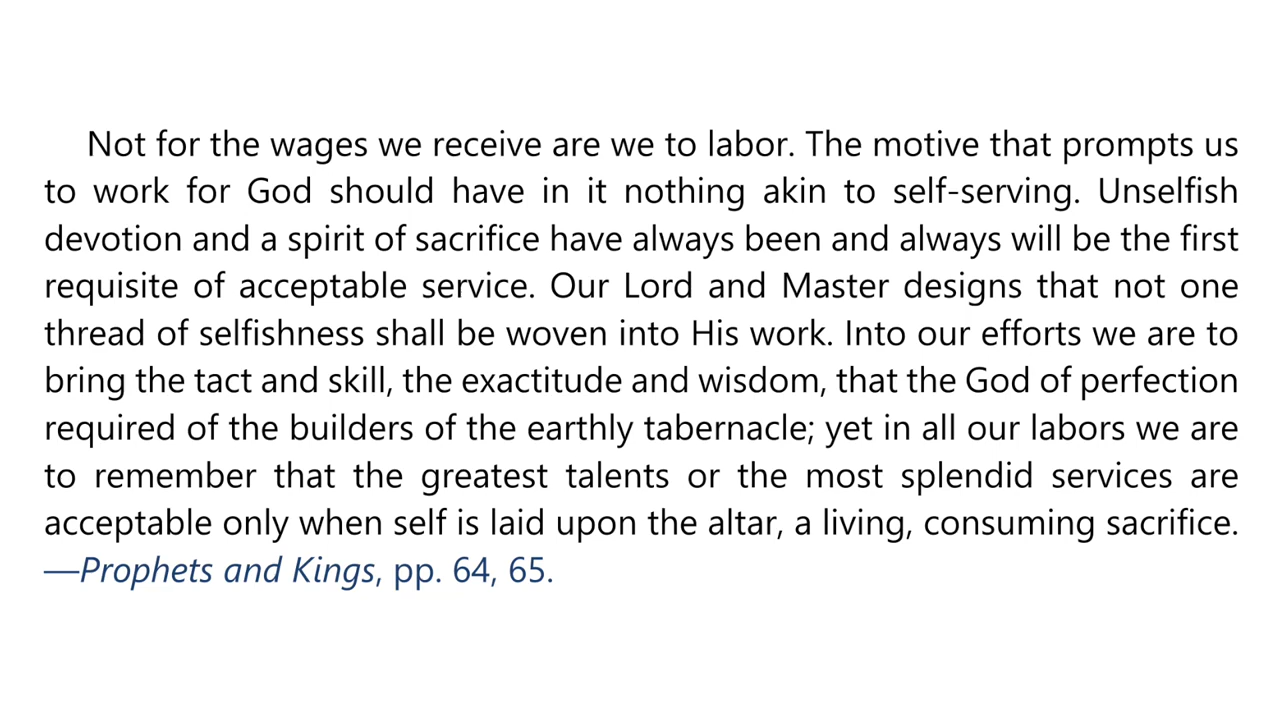 Not for the wages we receive are we to labor. The motive that prompts us
to work for God should have in it nothing akin to self-serving. Unselfish
devotion and a spirit of sacrifice have always been and always will be the first
requisite of acceptable service. Our Lord and Master designs that not one
thread of selfishness shall be woven into His work. Into our efforts we are to
bring the tact and skill, the exactitude and wisdom, that the God of perfection
required of the builders of the earthly tabernacle; yet in all our labors we are
to remember that the greatest talents or the most splendid services are
acceptable only when self is laid upon the altar, a living, consuming sacrifice.
—Prophets and Kings, pp. 64, 65.